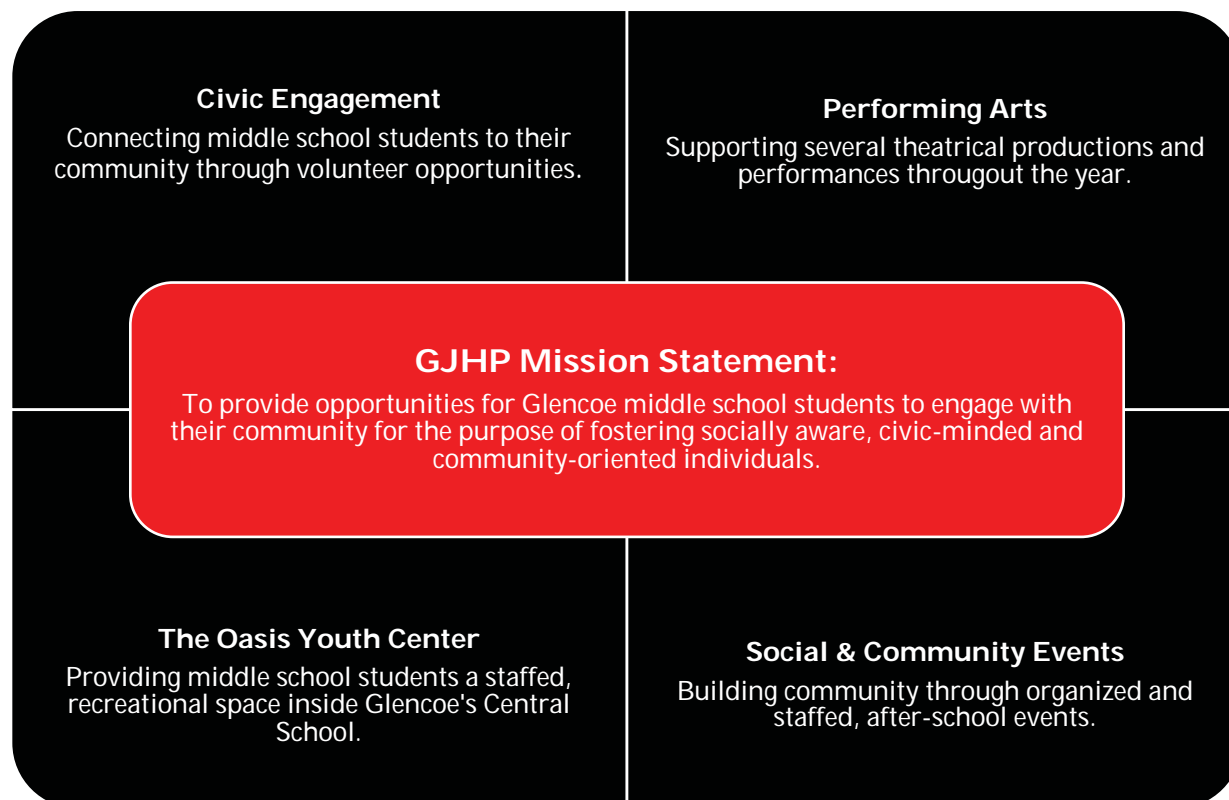 Civic Engagement
Connecting middle school students to their
community through volunteer opportunities.
Performing Arts
Supporting several theatrical productions and
performances througout the year.
GJHP Mission Statement:
To provide opportunities for Glencoe middle school students to engage with
their community for the purpose of fostering socially aware, civic-minded and
community-oriented individuals.
The Oasis Youth Center
Providing middle school students a staffed,
recreational space inside Glencoe's Central
School.
Social & Community Events
Building community through organized and
staffed, after-school events.